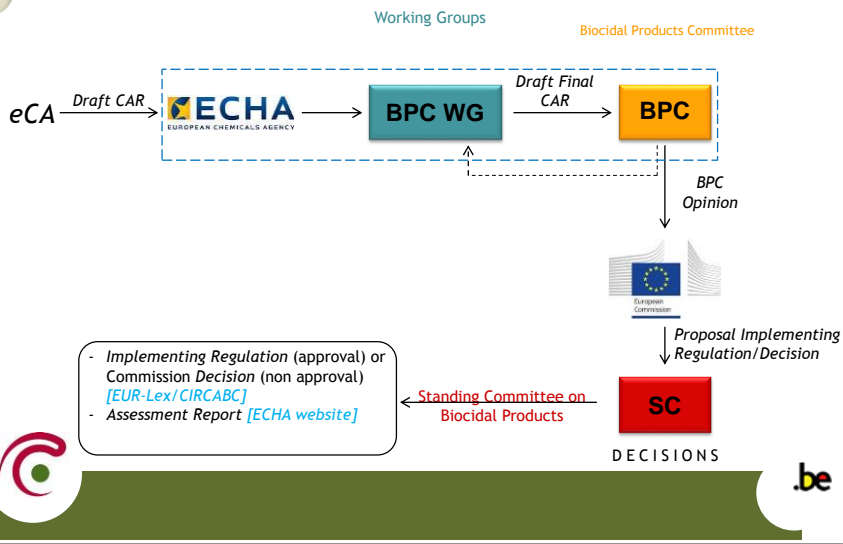 Working Groups
Biocidal Products Committee
eCA
Draft CAR
ECHA
EUROPEAN CHEMICALS AGENCY
BPC WG
Draft Final
CAR
BPC
BPC
Opinion
European
Commission
Proposal Implementing
Regulation/Decision
- Implementing Regulation (approval) or
Commission Decision (non approval)
[EUR-Lex/CIRCABC]
- Assessment Report [ECHA website]
Standing Committee on
Biocidal Products
SC
DECISIONS
.be